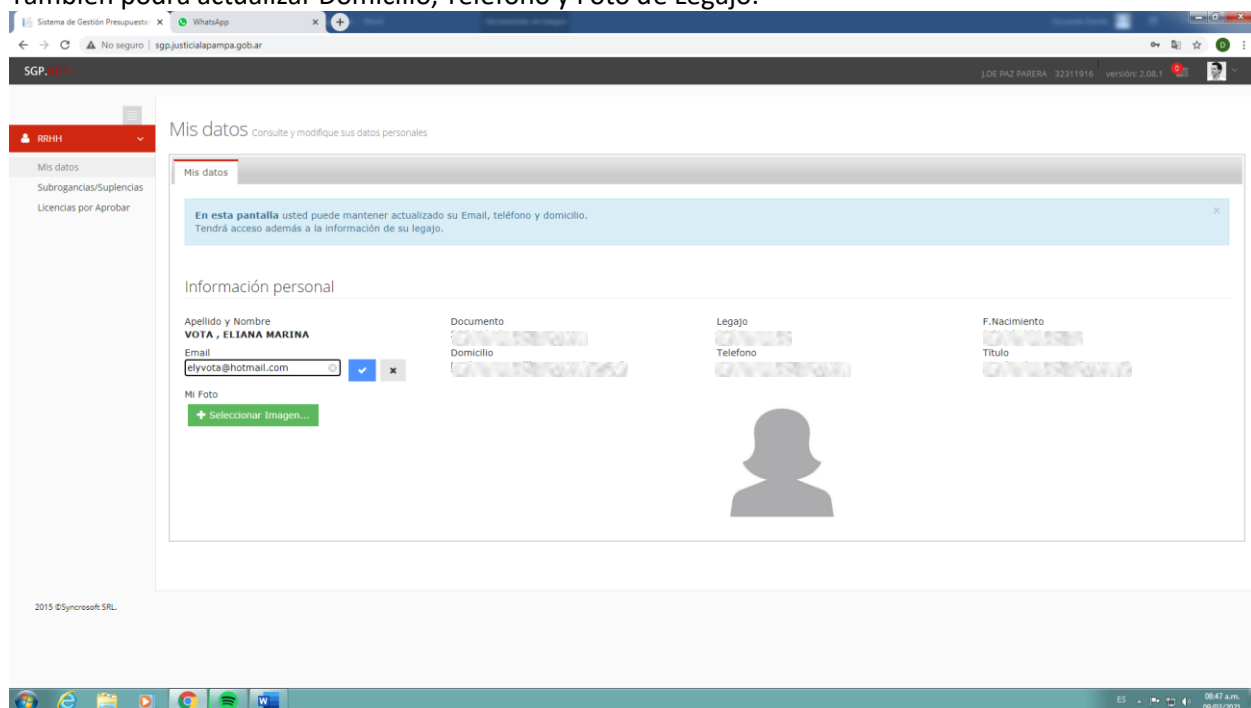 También podrá actualizar Domicilio, Teléfono y Foto de Legajo.
Sistema de Gestión Presupuestar
WhatsApp
No seguro | sgp.justicialapampa.gob.ar
SGP.
J.DE PAZ PARERA 32311916 versión: 2.08.1 0
RRHH
Mis datos
Subrogancias/Suplencias
Licencias por Aprobar
Mis datos Consulte y modifique sus datos personales
Mis datos
En esta pantalla usted puede mantener actualizado su Email, teléfono y domicilio.
Tendrá acceso además a la información de su legajo.
Información personal
Apellido y Nombre Documento Legajo F.Nacimiento
VOTA , ELIANA MARINA
Email Domicilio Telefono Título
elyvota@hotmail.com
Mi Foto
Seleccionar Imagen...
2015 ©Syncrosoft SRL.
ES 08:47 a.m.
09/03/2021